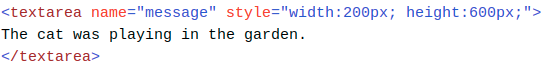 <textarea name="message" style="width:200px; height:600px;">
The cat was playing in the garden.
</textarea>